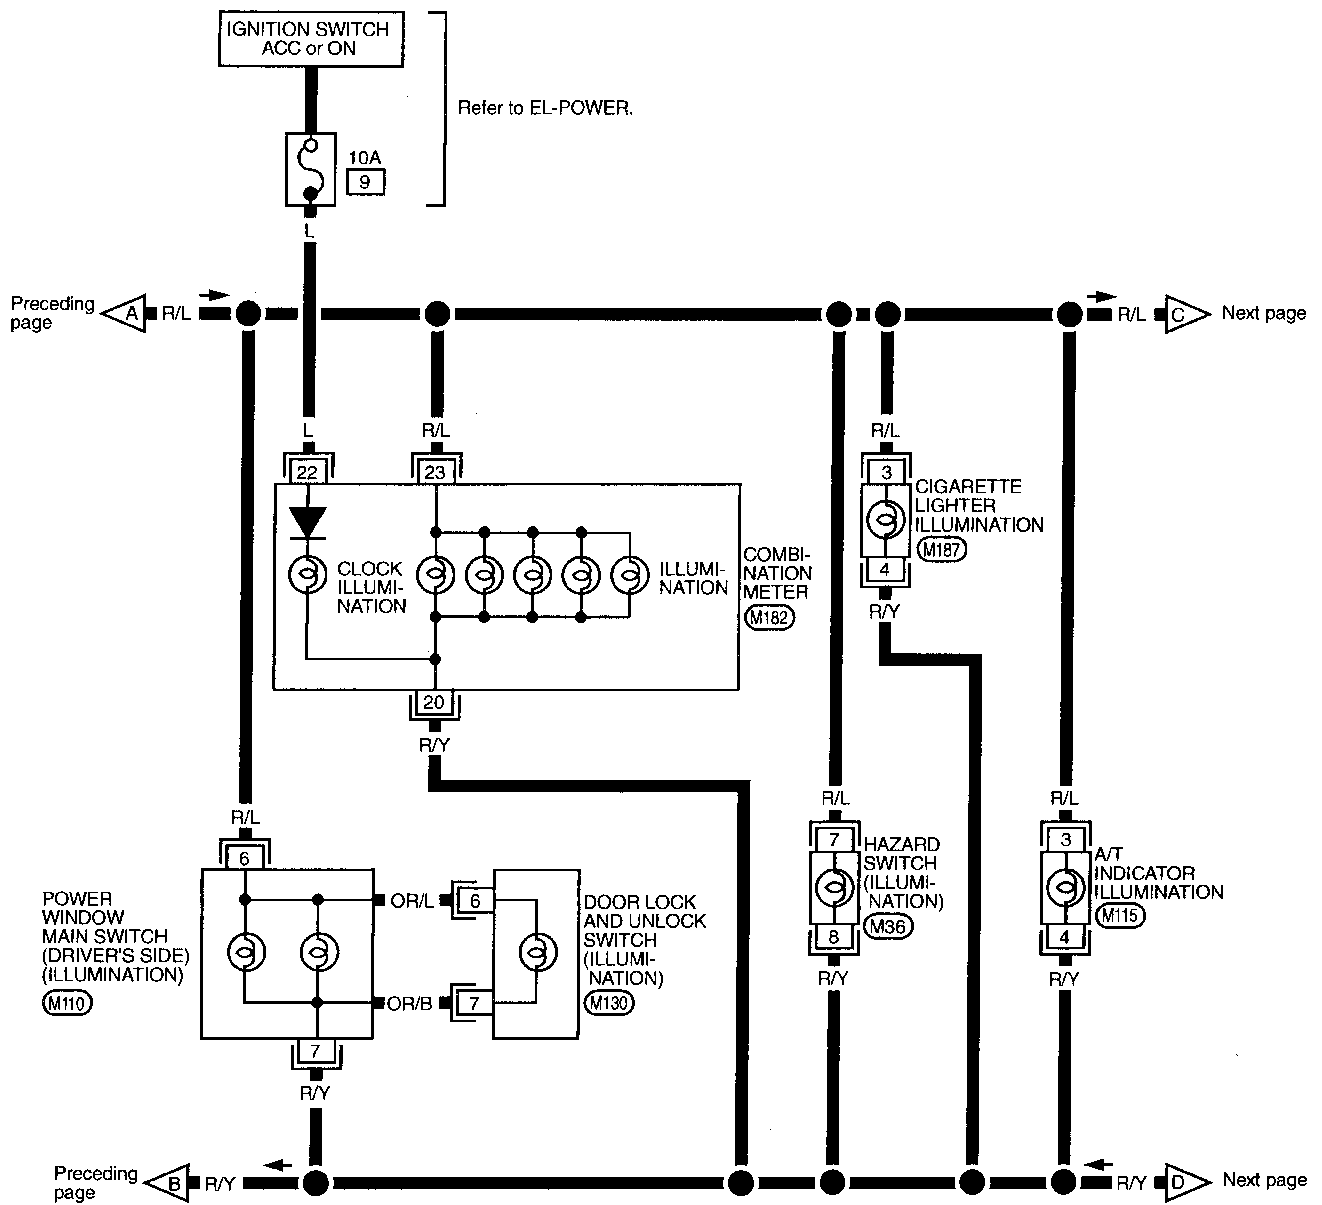 IGNITION SWITCH
ACC or ON
Refer to EL-POWER.
10A
9
L
Preceding
page
A
R/L
R/L
C
Next page
L
R/L
R/L
22
23
3
CIGARETTE
LIGHTER
ILLUMINATION
M187
4
R/Y
CLOCK
ILLUMI-
NATION
ILLUMI-
NATION
COMBI-
NATION
METER
M182
20
R/Y
R/L
R/L
R/L
6
7
HAZARD
SWITCH
(ILLUMI-
NATION)
M36
8
R/Y
3
A/T
INDICATOR
ILLUMINATION
M115
4
R/Y
POWER
WINDOW
MAIN SWITCH
(DRIVER'S SIDE)
(ILLUMINATION)
M110
OR/L
6
OR/B
7
DOOR LOCK
AND UNLOCK
SWITCH
(ILLUMI-
NATION)
M130
7
R/Y
Preceding
page
B
R/Y
R/Y
D
Next page